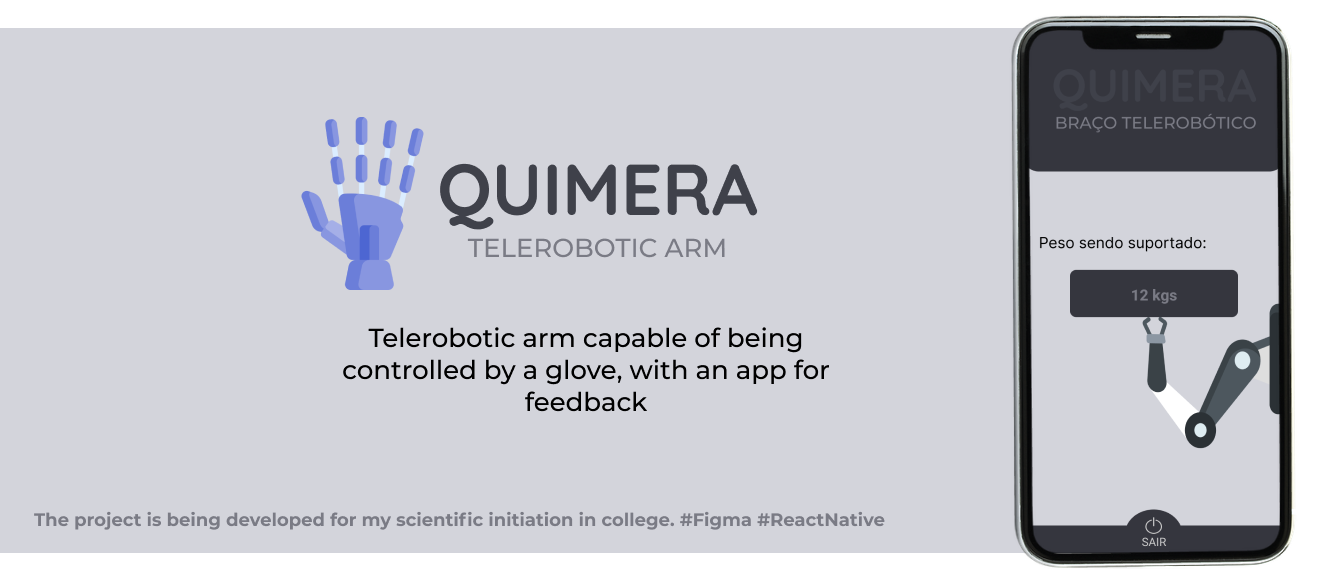 QUIMERA
TELEROBOTIC ARM
Telerobotic arm capable of being
controlled by a glove, with an app for
feedback
The project is being developed for my scientific initiation in college. #Figma #ReactNative
QUIMERA
BRAÇO TELEROBÓTICO
Peso sendo suportado:
12 kgs
SAIR